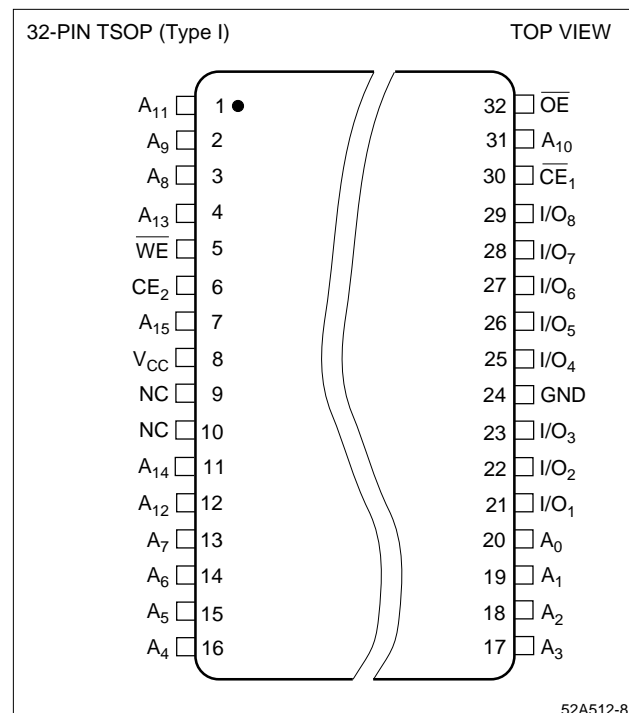 32-PIN TSOP (Type I) TOP VIEW
A11 1 32 O̅E̅
A9 2 31 A10
A8 3 30 C̅E̅1
A13 4 29 I/O8
W̅E̅ 5 28 I/O7
CE2 6 27 I/O6
A15 7 26 I/O5
VCC 8 25 I/O4
NC 9 24 GND
NC 10 23 I/O3
A14 11 22 I/O2
A12 12 21 I/O1
A7 13 20 A0
A6 14 19 A1
A5 15 18 A2
A4 16 17 A3
52A512-8